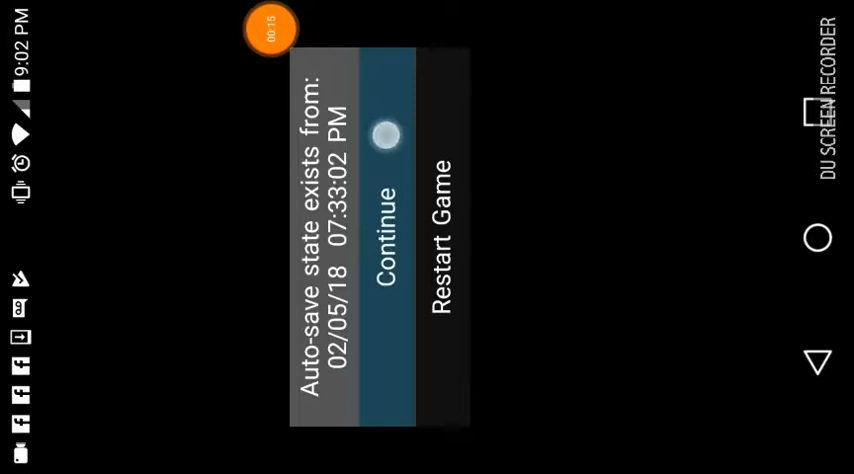 9:02 PM
00:15
Auto-save state exists from:
02/05/18 07:33:02 PM
Continue
Restart Game
DU SCREEN RECORDER